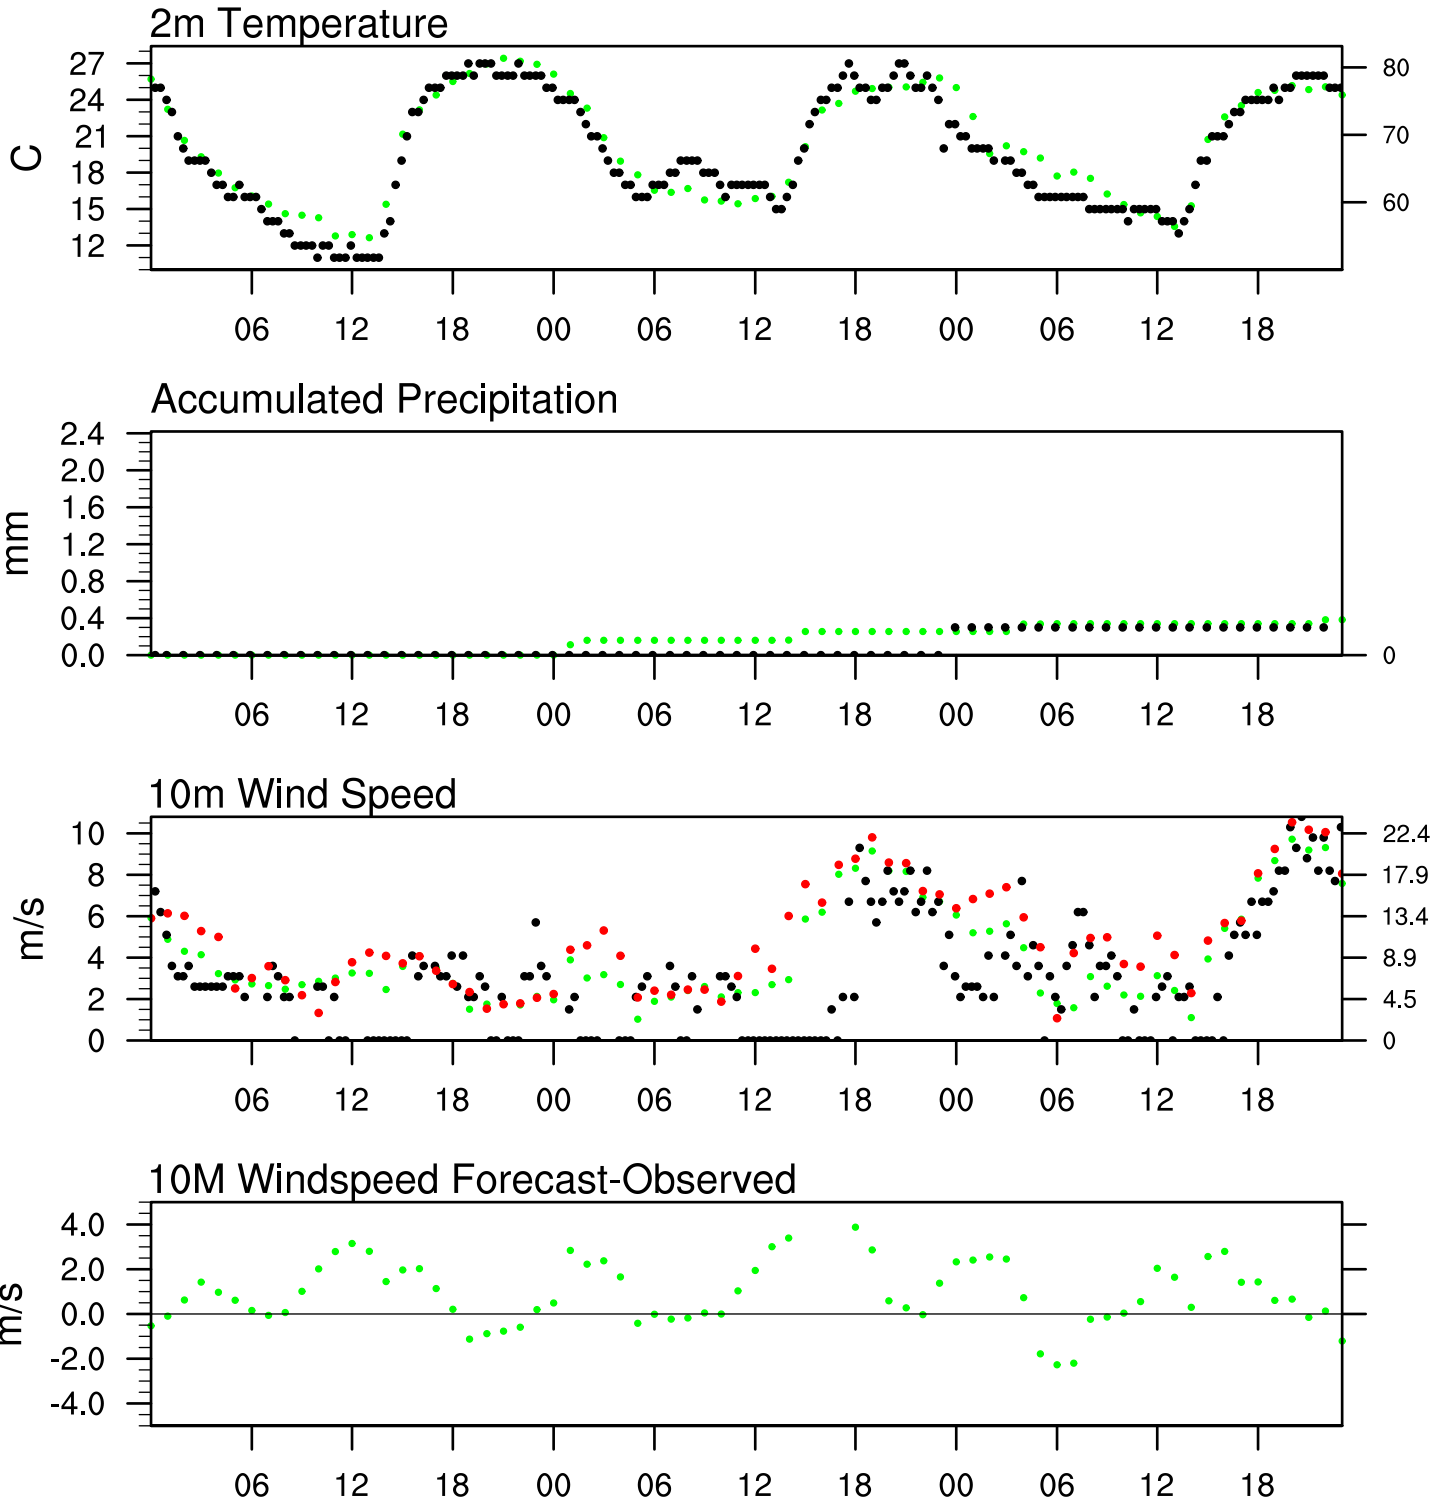 2m Temperature
27
24
21
18
15
12
C
80
70
60
06 12 18 00 06 12 18 00 06 12 18
Accumulated Precipitation
2.4
2.0
1.6
1.2
0.8
0.4
0.0
mm
0
06 12 18 00 06 12 18 00 06 12 18
10m Wind Speed
10
8
6
4
2
0
m/s
22.4
17.9
13.4
8.9
4.5
0
06 12 18 00 06 12 18 00 06 12 18
10M Windspeed Forecast-Observed
4.0
2.0
0.0
-2.0
-4.0
m/s
06 12 18 00 06 12 18 00 06 12 18